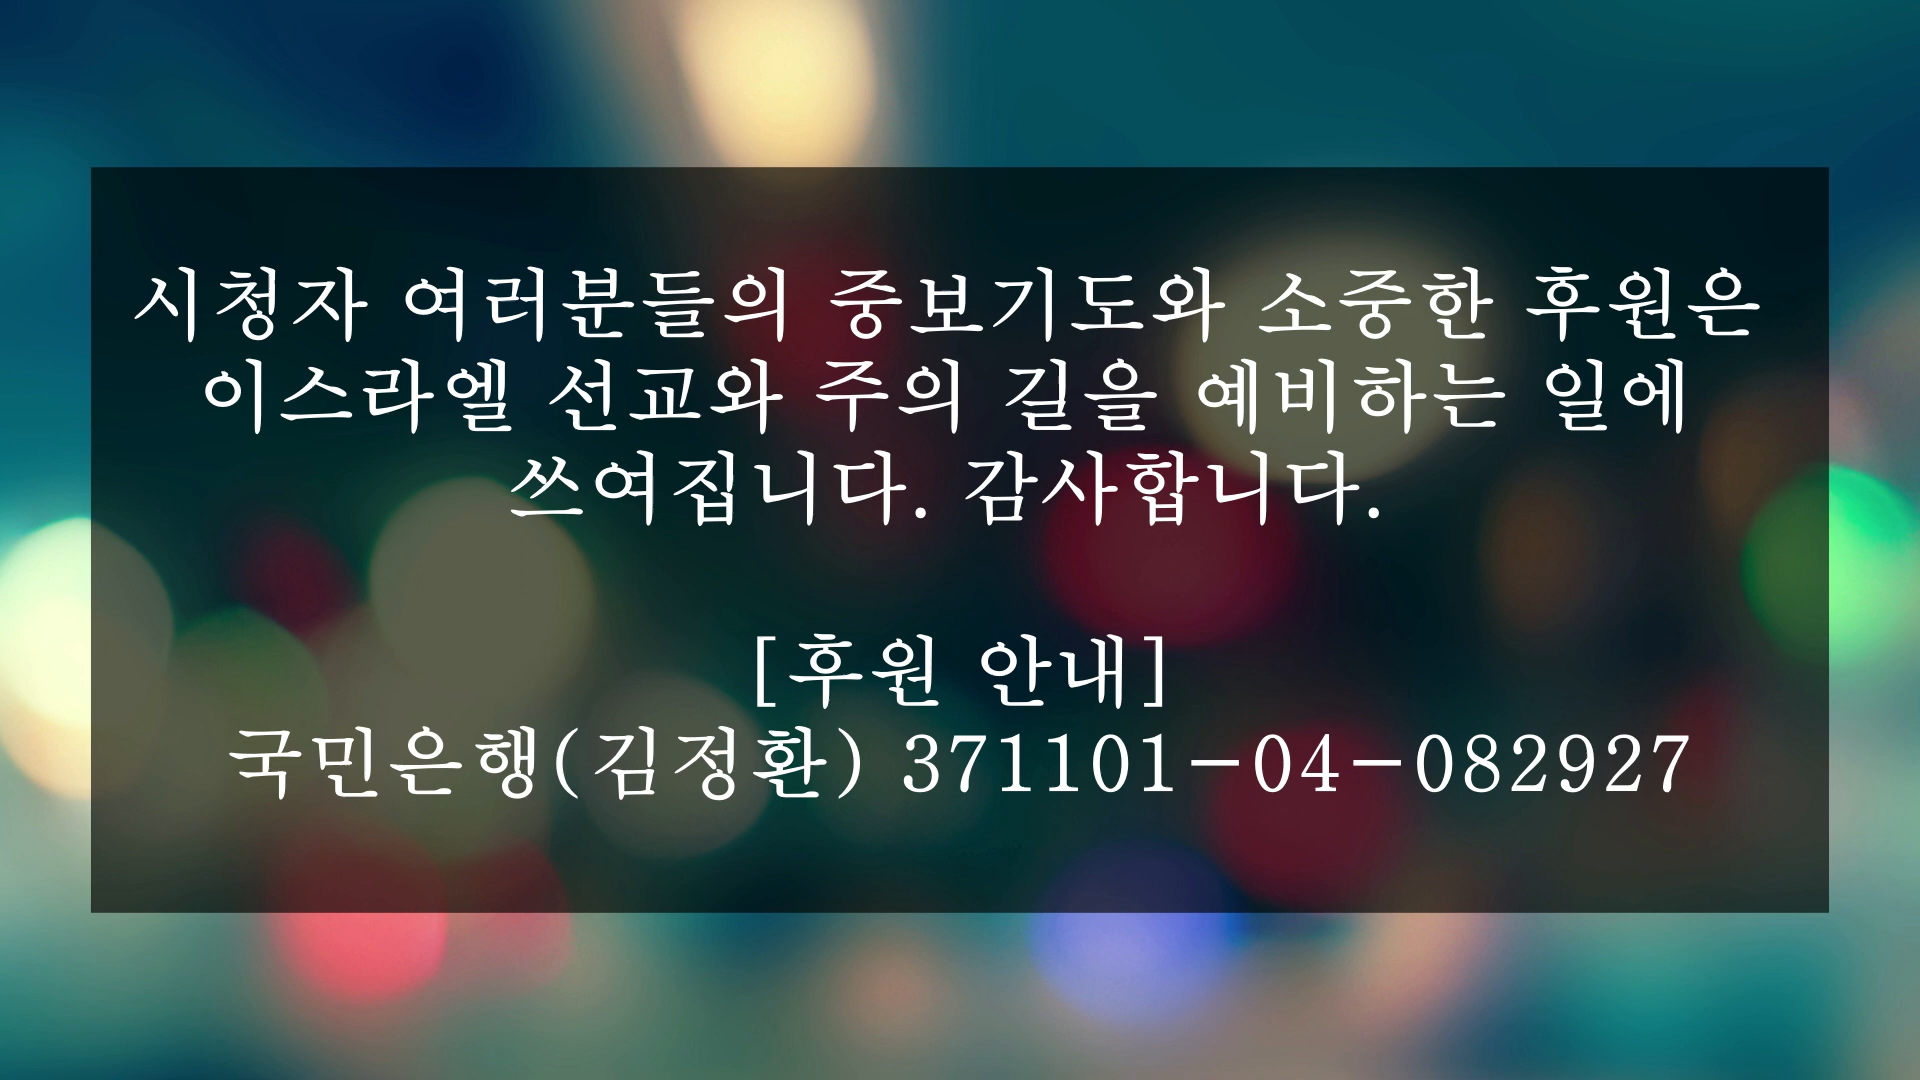 시청자 여러분들의 중보기도와 소중한 후원은
이스라엘 선교와 주의 길을 예비하는 일에
쓰여집니다. 감사합니다.
[후원 안내]
국민은행(김정환) 371101-04-082927